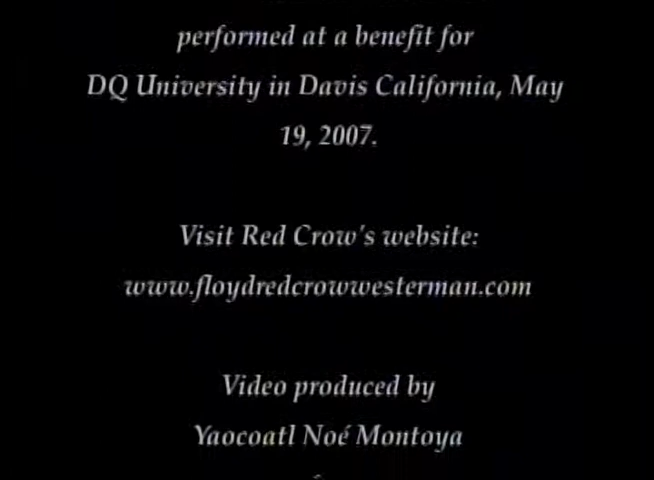 performed at a benefit for
DQ University in Davis California, May
19, 2007.
Visit Red Crow's website:
www.floydredcrowwesterman.com
Video produced by
Yaocoatl Noé Montoya